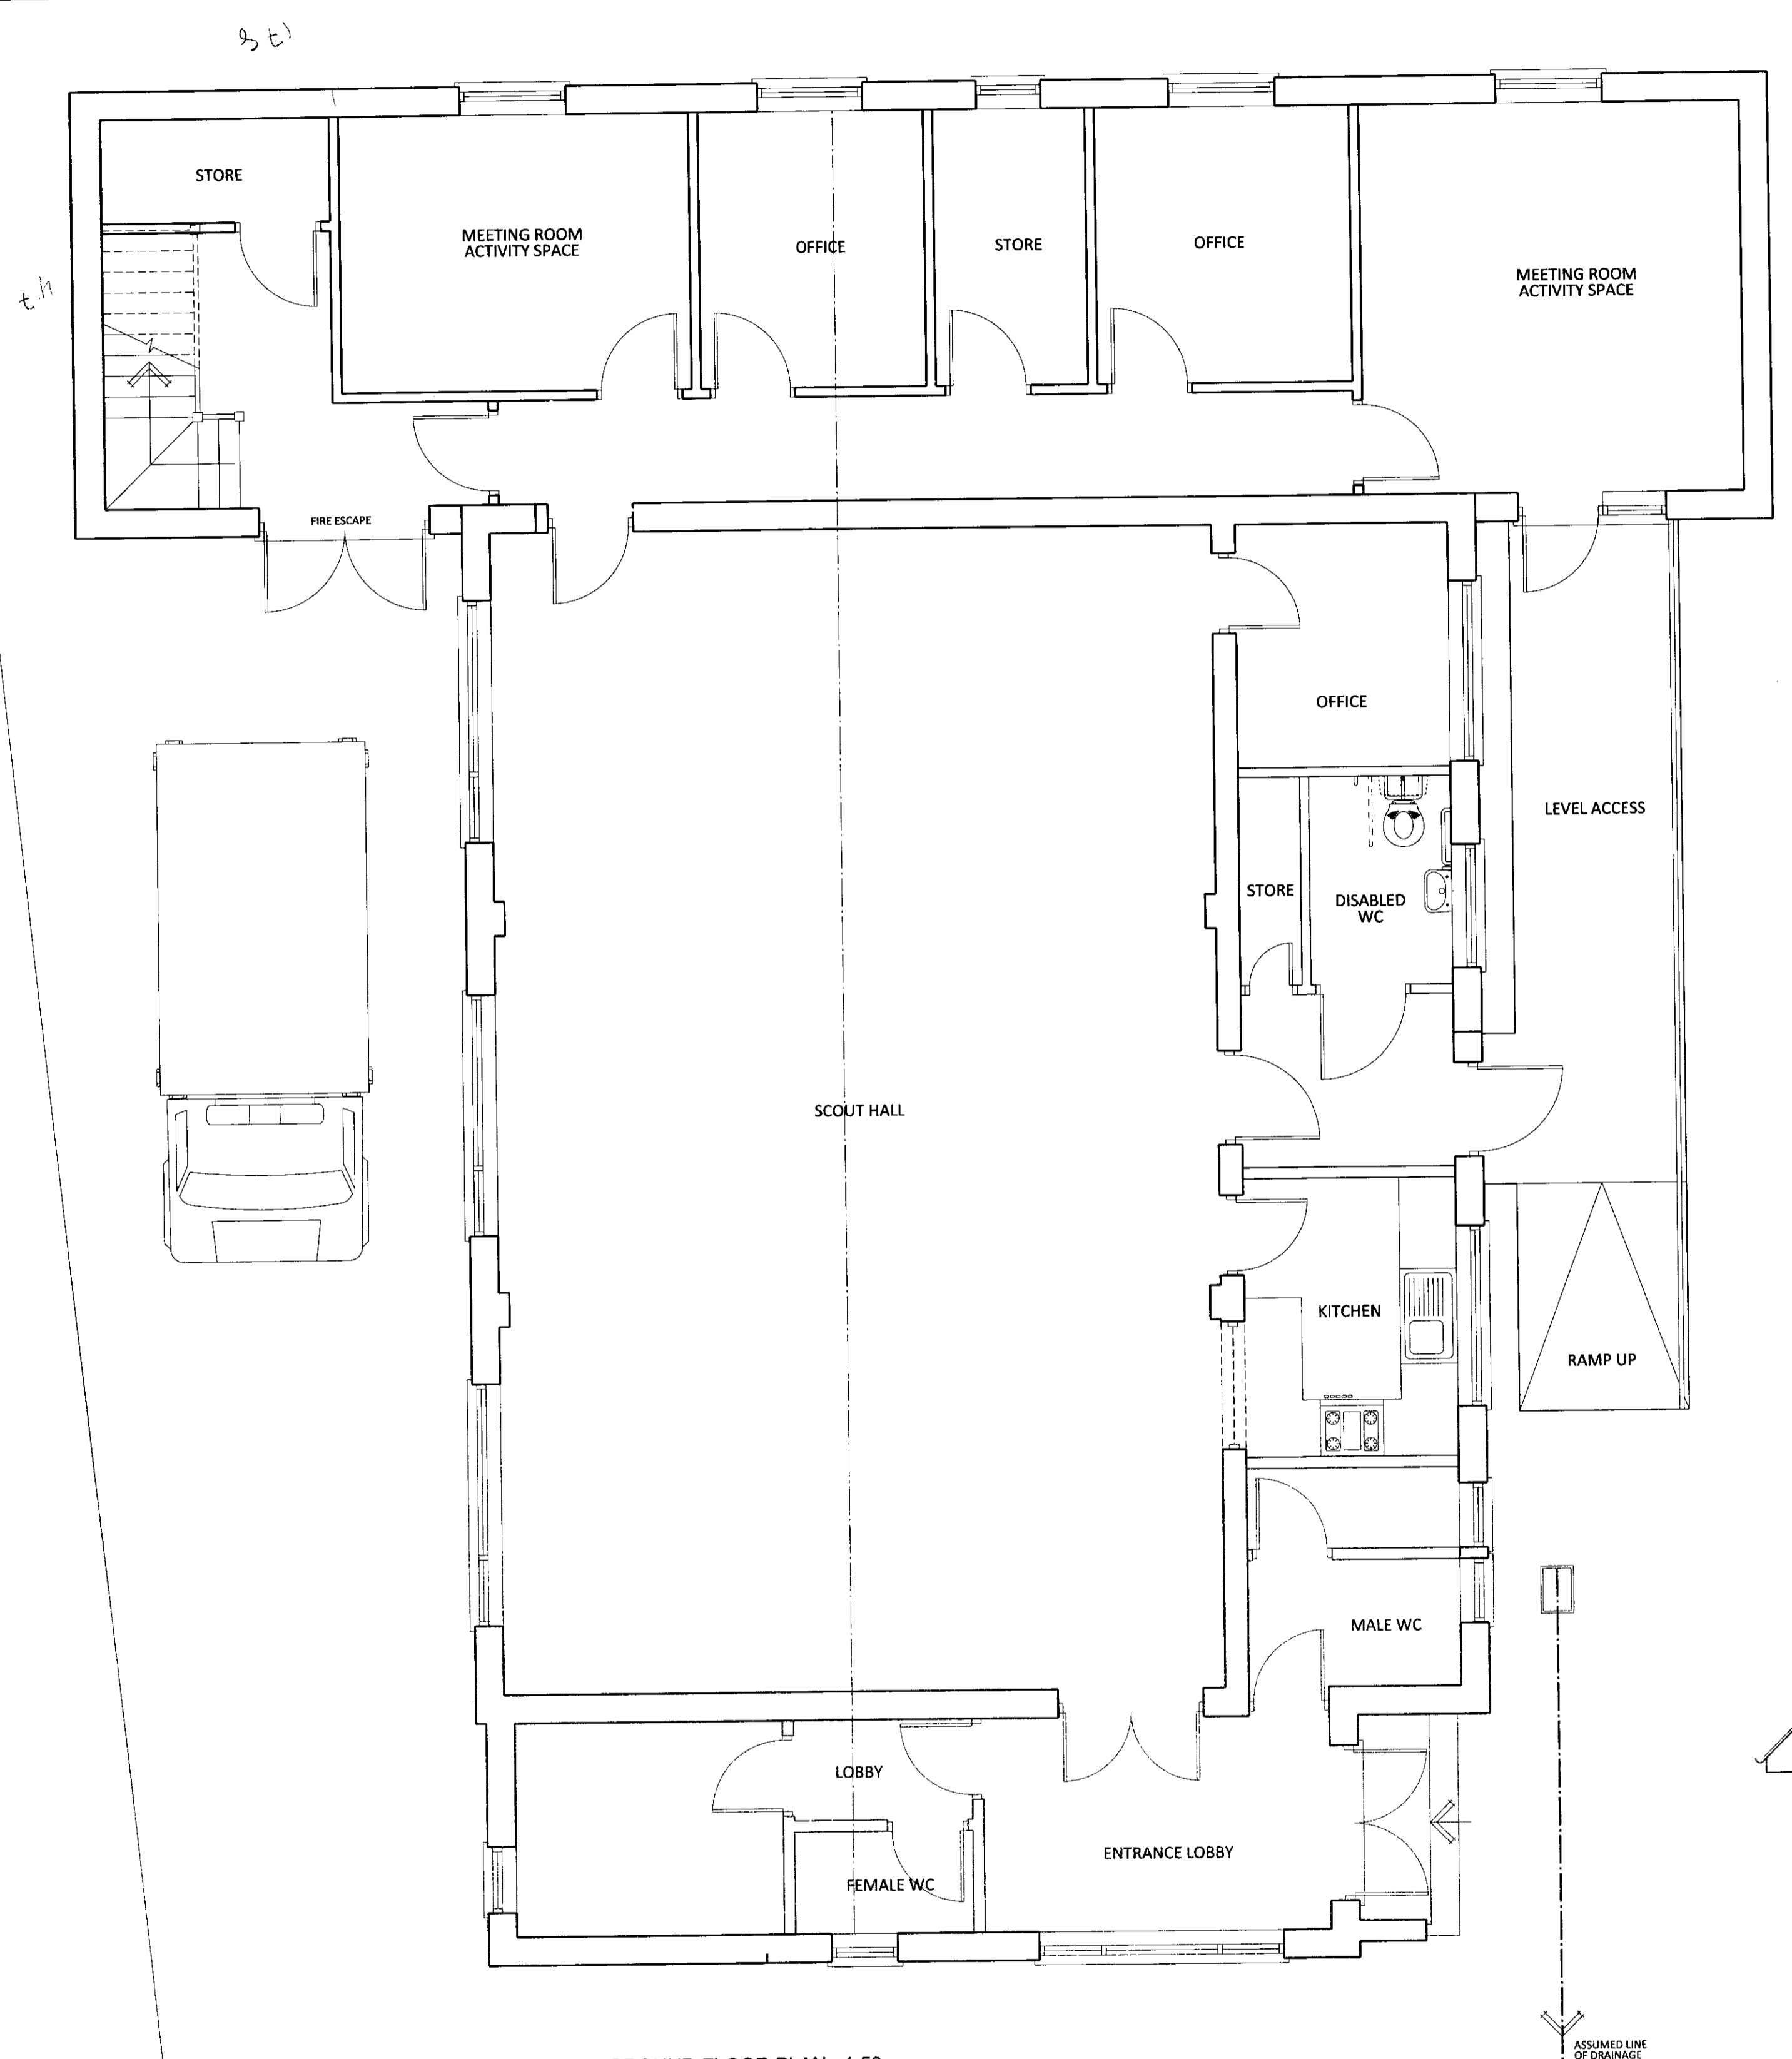 STORE
MEETING ROOM
ACTIVITY SPACE
OFFICE
STORE
OFFICE
MEETING ROOM
ACTIVITY SPACE
FIRE ESCAPE
OFFICE
LEVEL ACCESS
STORE
DISABLED
WC
SCOUT HALL
KITCHEN
RAMP UP
MALE WC
LOBBY
ENTRANCE LOBBY
FEMALE WC
ASSUMED LINE
OF DRAINAGE